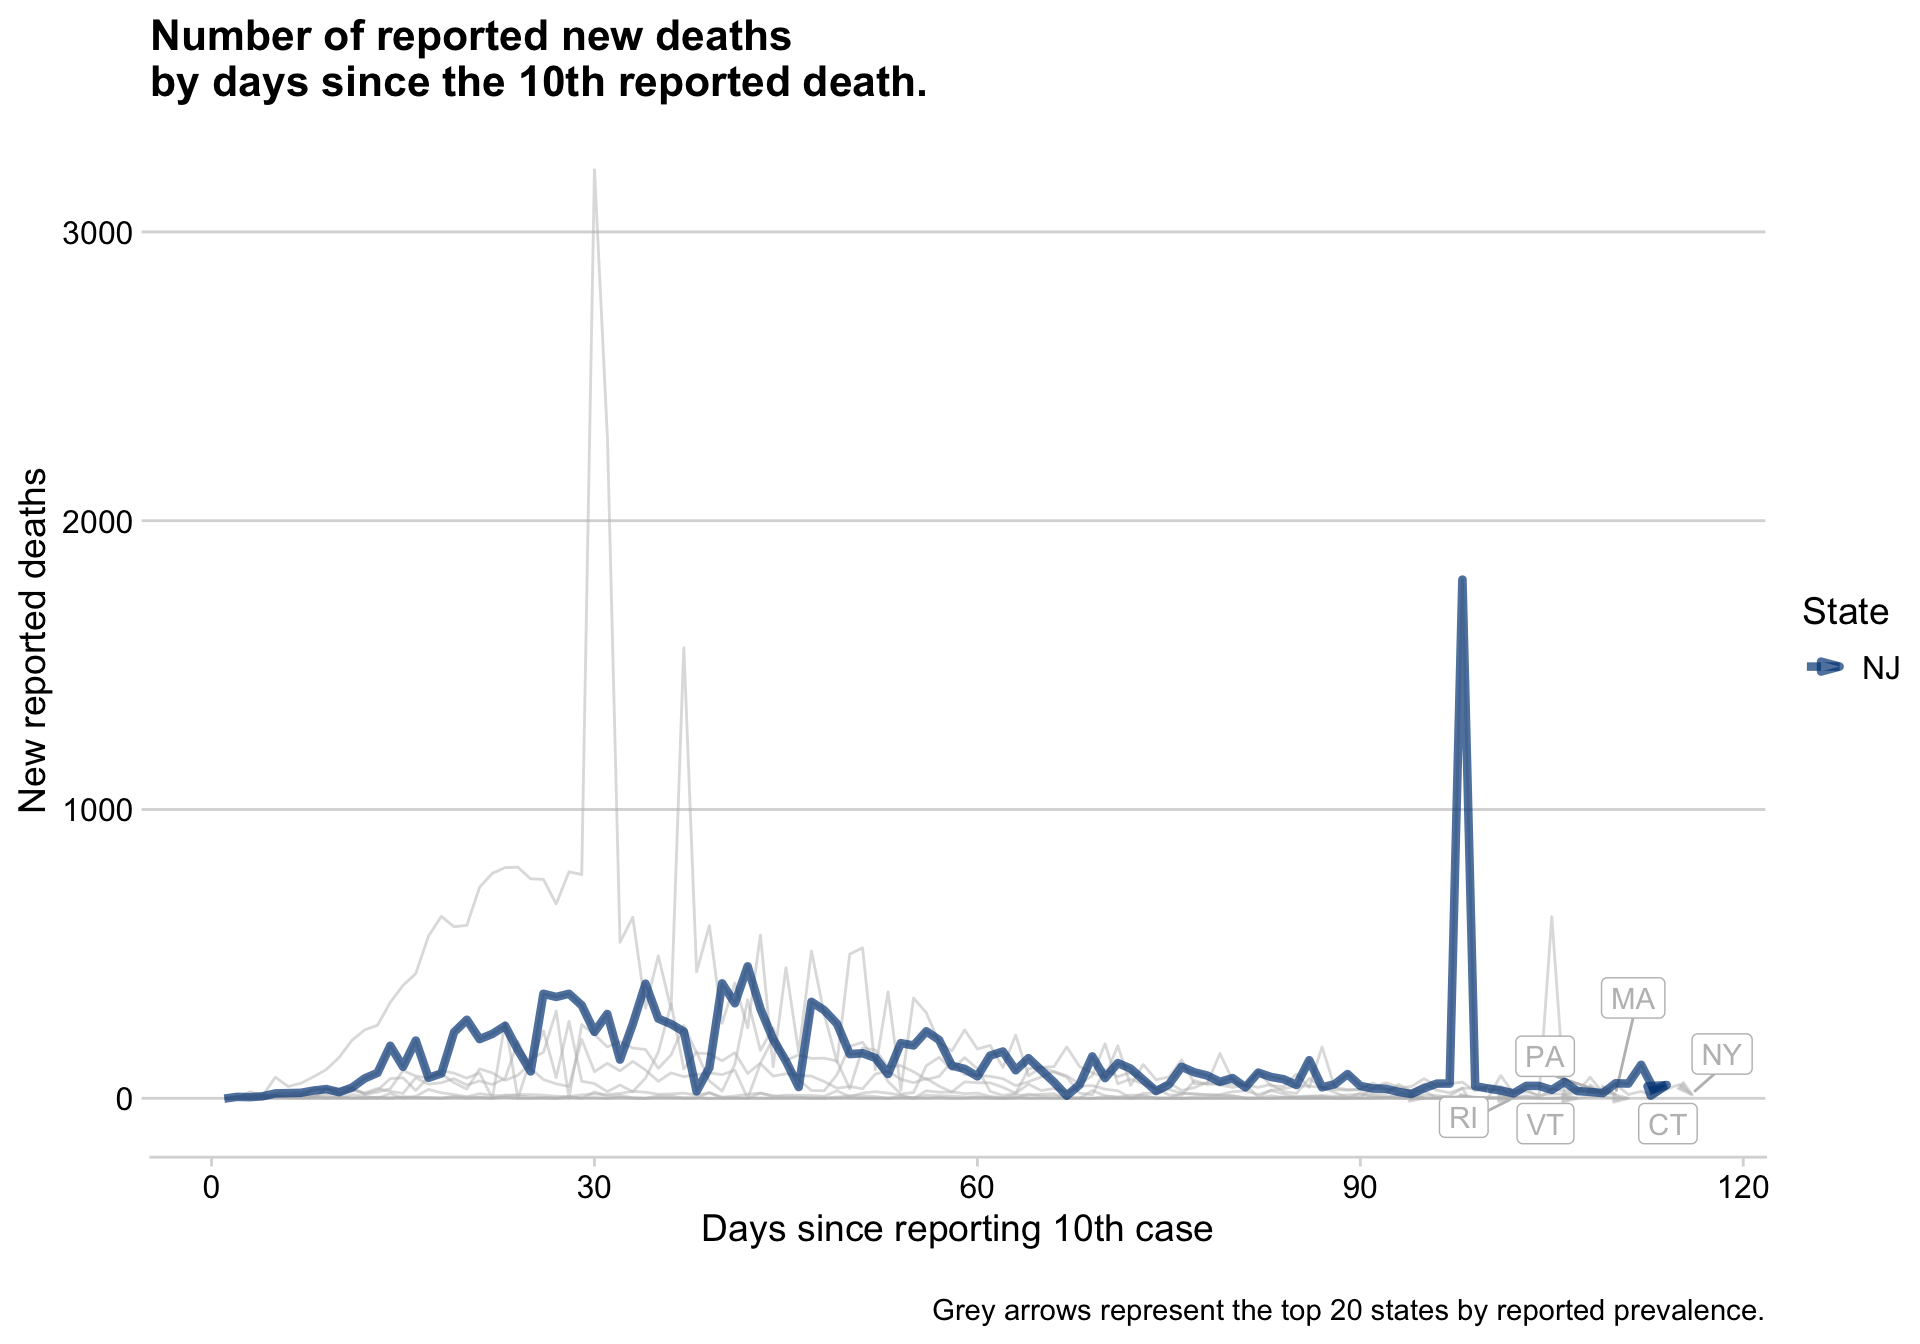 Number of reported new deaths
by days since the 10th reported death.
New reported deaths
3000
2000
1000
0
0
30
60
90
120
Days since reporting 10th case
MA
PA
NY
RI
VT
CT
State
NJ
Grey arrows represent the top 20 states by reported prevalence.